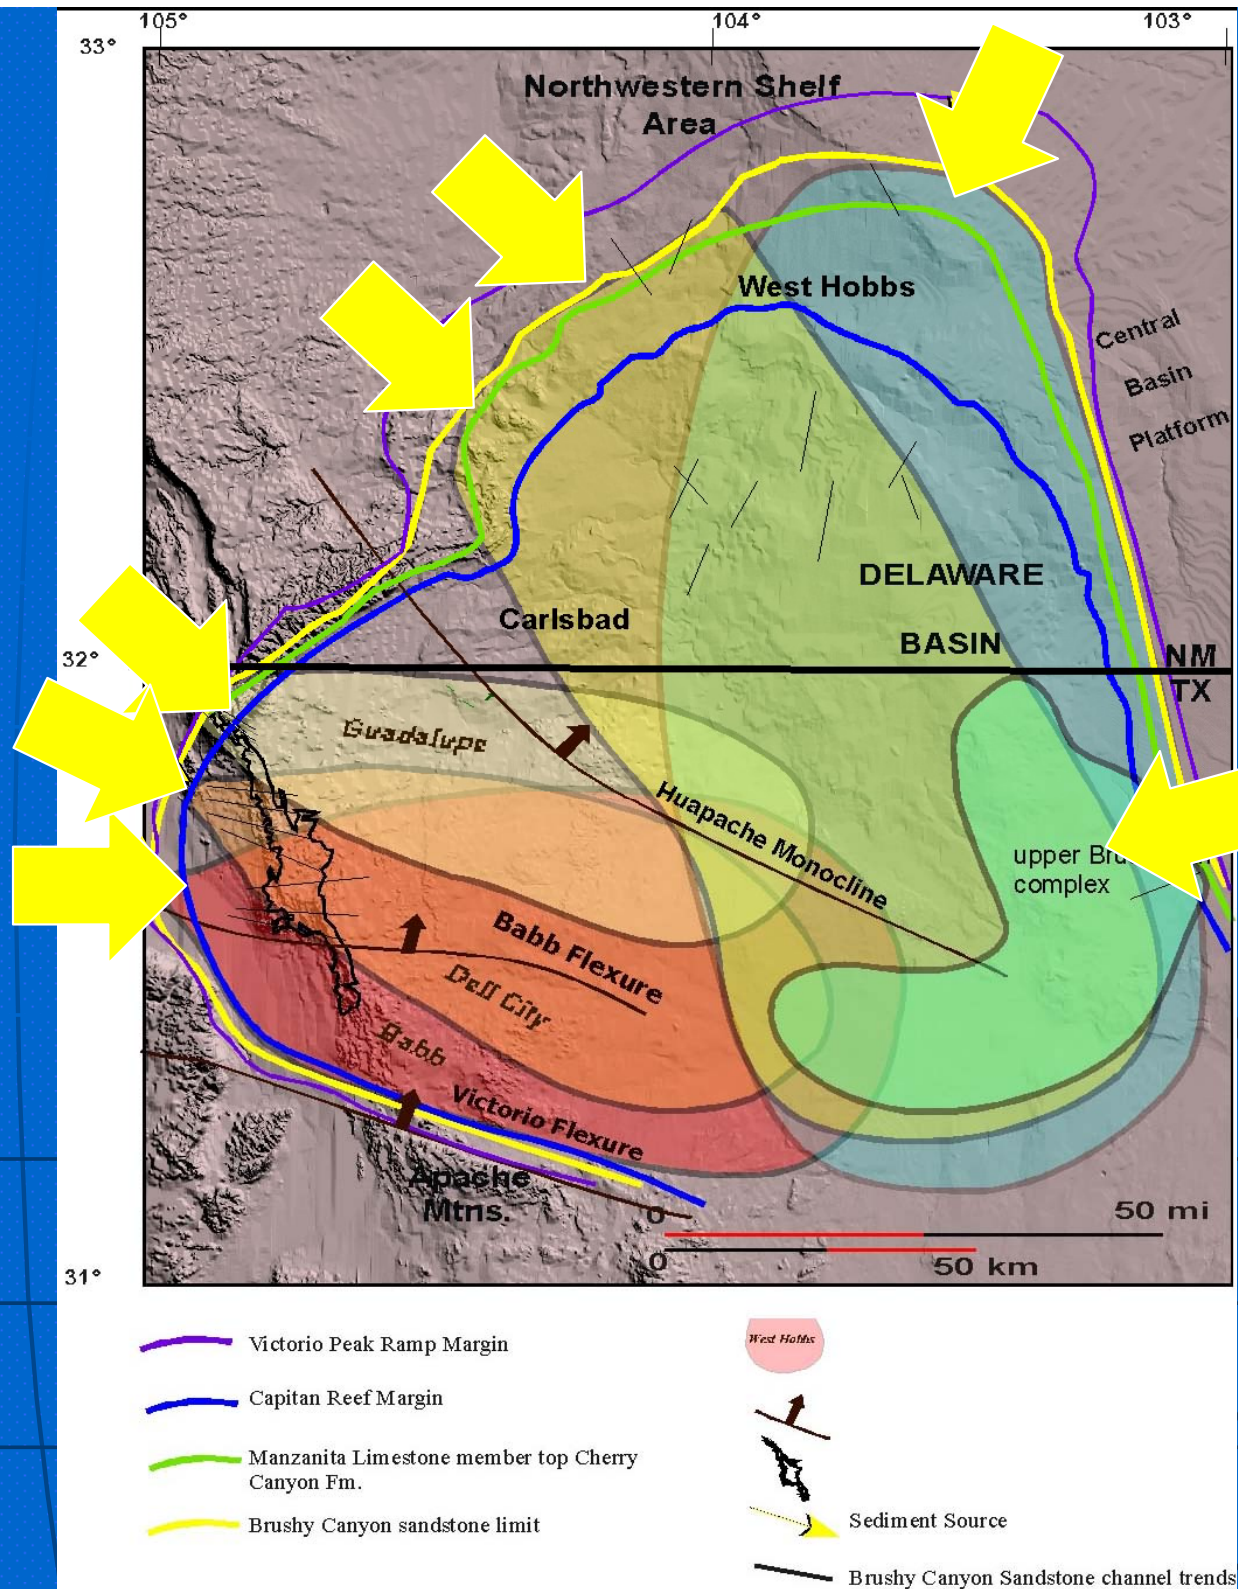 105°
104°
103°
33°
Northwestern Shelf
Area
West Hobbs
Central
Basin
Platform
DELAWARE
BASIN
Carlsbad
32°
NM
TX
Guadalupe
Huapache Monocline
upper Bru
complex
Babb Flexure
Dell City
Babb
Victorio Flexure
Apache
Mtns.
0
50 mi
0
50 km
31°
Victorio Peak Ramp Margin
Capitan Reef Margin
Manzanita Limestone member top Cherry
Canyon Fm.
Brushy Canyon sandstone limit
West Hobbs
Sediment Source
Brushy Canyon Sandstone channel trends